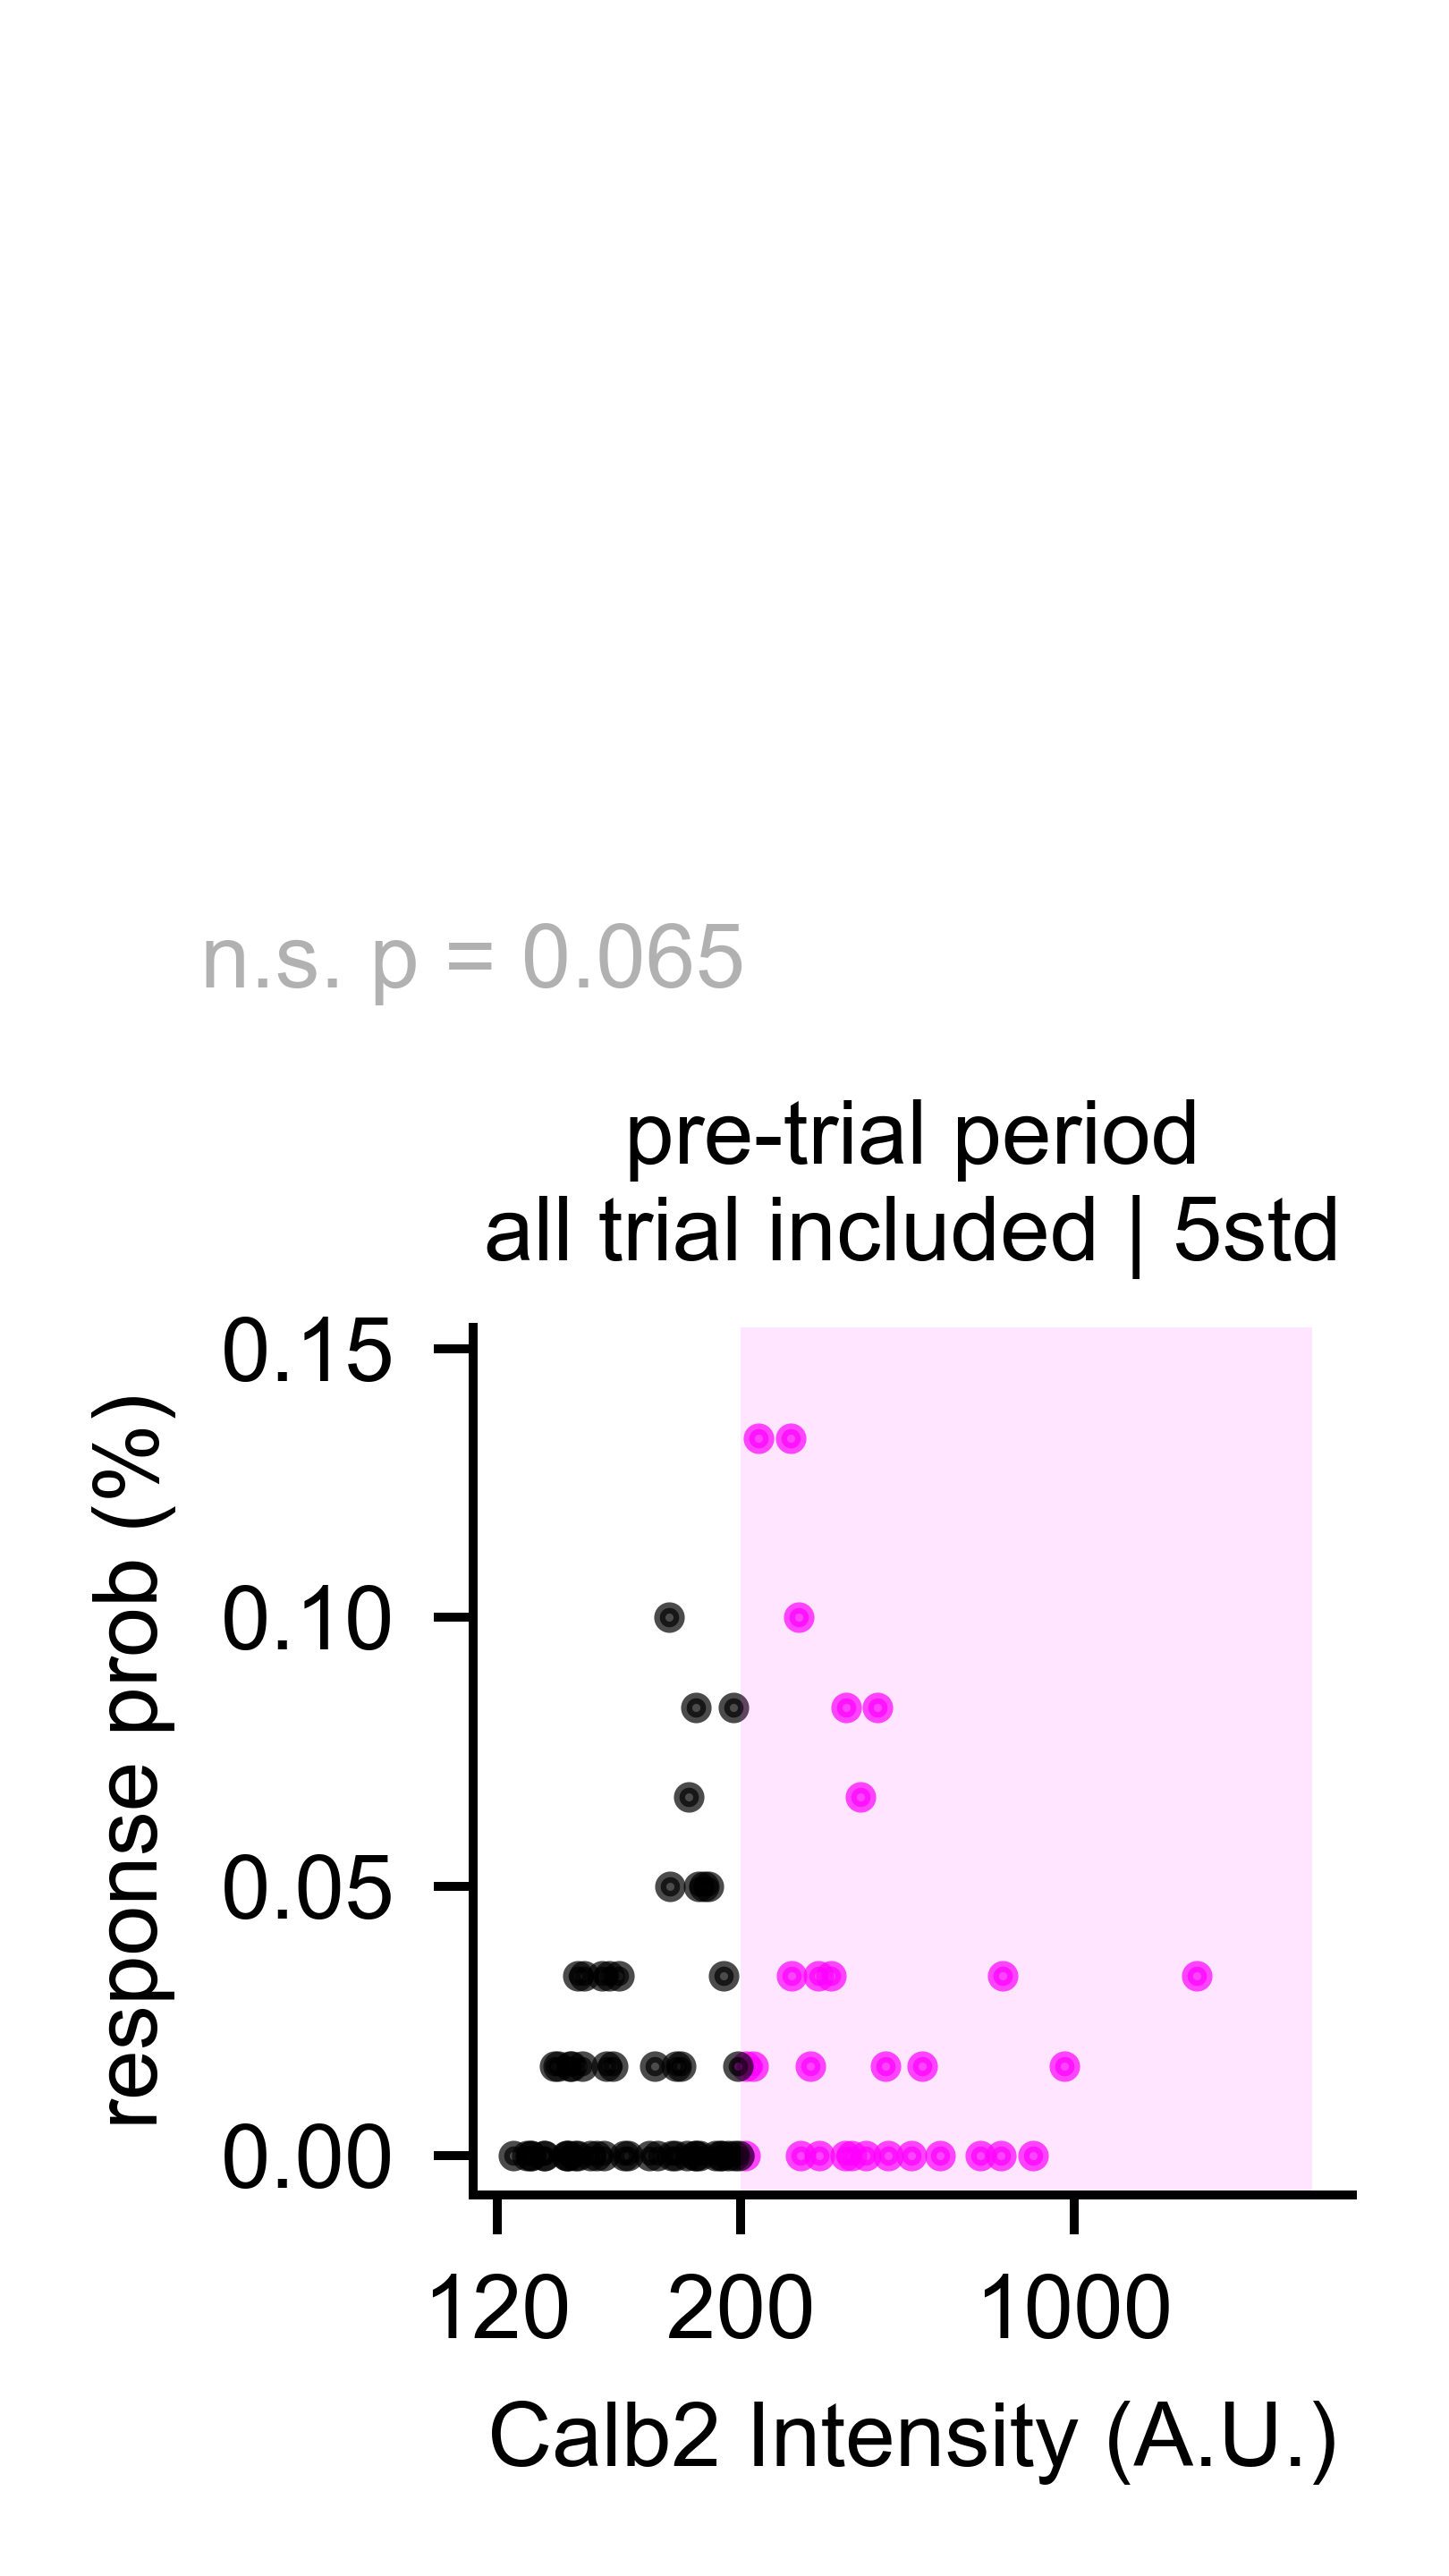 n.s. p = 0.065
pre-trial period
all trial included | 5std
response prob (%)
0.15
0.10
0.05
0.00
120
200
1000
Calb2 Intensity (A.U.)